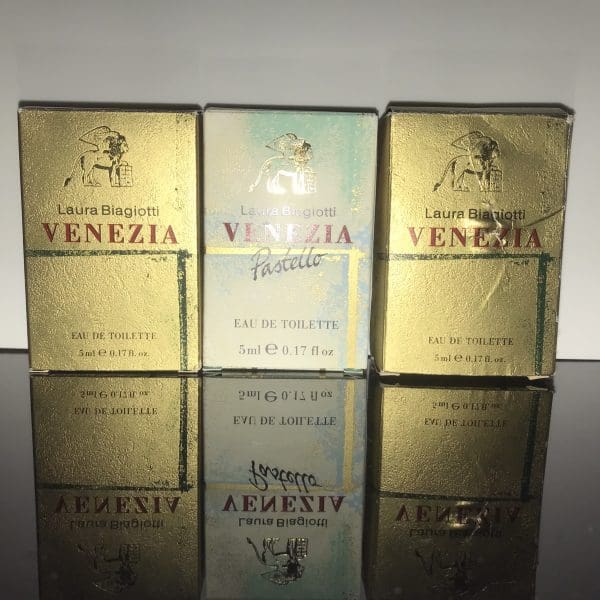 Laura Biagiotti
VENEZIA
EAU DE TOILETTE
5ml e 0.17 fl. oz.
Laura Biagiotti
VENEZIA
Pastello
EAU DE TOILETTE
5ml e 0.17 fl oz
Laura Biagiotti
VENEZIA
EAU DE TOILETTE
5ml e 0.17 fl. oz.